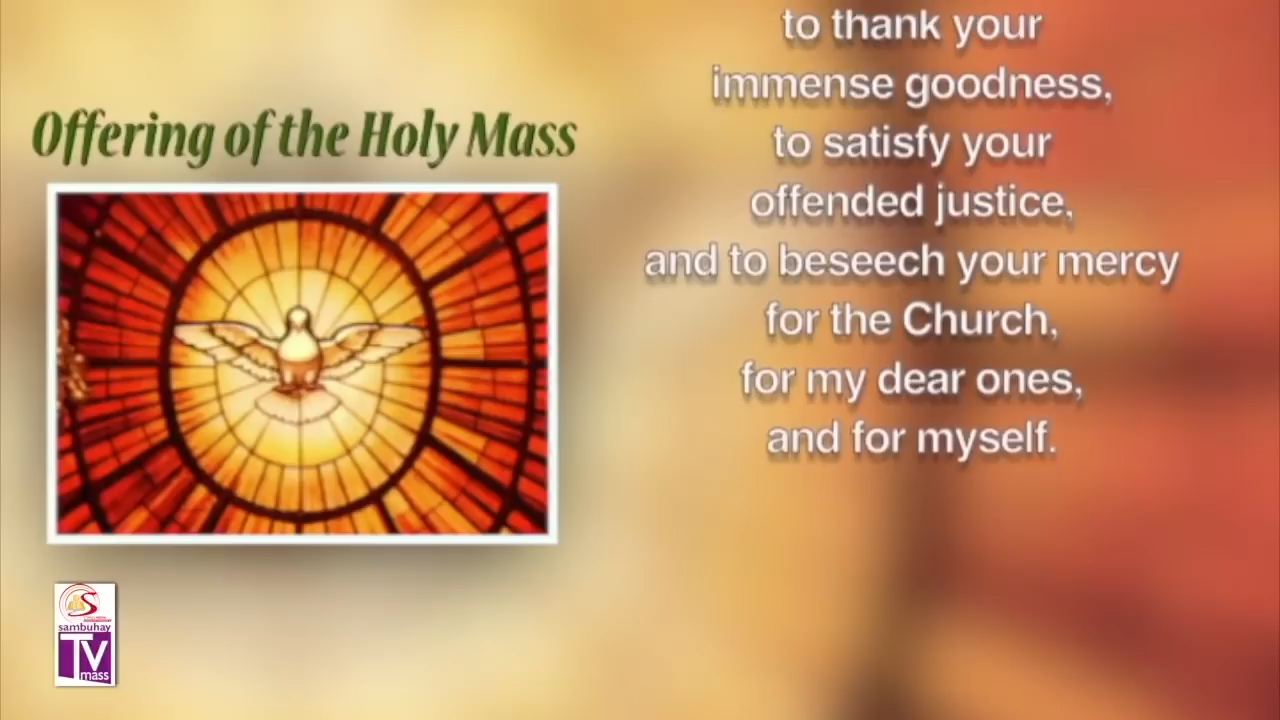 Offering of the Holy Mass
to thank your
immense goodness,
to satisfy your
offended justice,
and to beseech your mercy
for the Church,
for my dear ones,
and for myself.
sambuhay
TV
mass